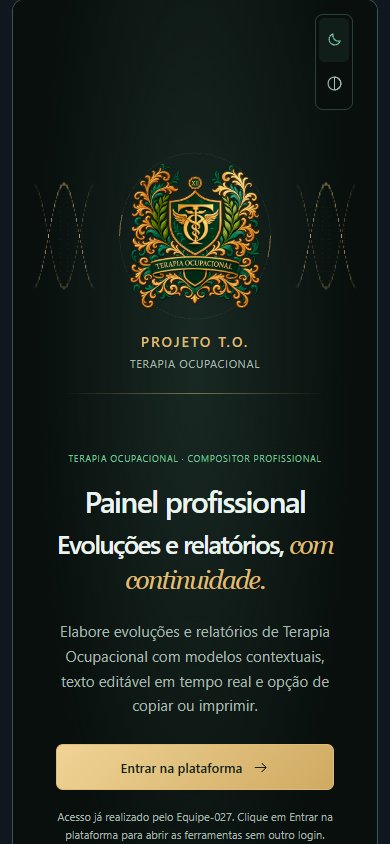 XI
TO
TERAPIA OCUPACIONAL
PROJETO T.O.
TERAPIA OCUPACIONAL
TERAPIA OCUPACIONAL · COMPOSITOR PROFISSIONAL
Painel profissional
Evoluções e relatórios, com
continuidade.
Elabore evoluções e relatórios de Terapia
Ocupacional com modelos contextuais,
texto editável em tempo real e opção de
copiar ou imprimir.
Entrar na plataforma →
Acesso já realizado pelo Equipe-027. Clique em Entrar na
plataforma para abrir as ferramentas sem outro login.